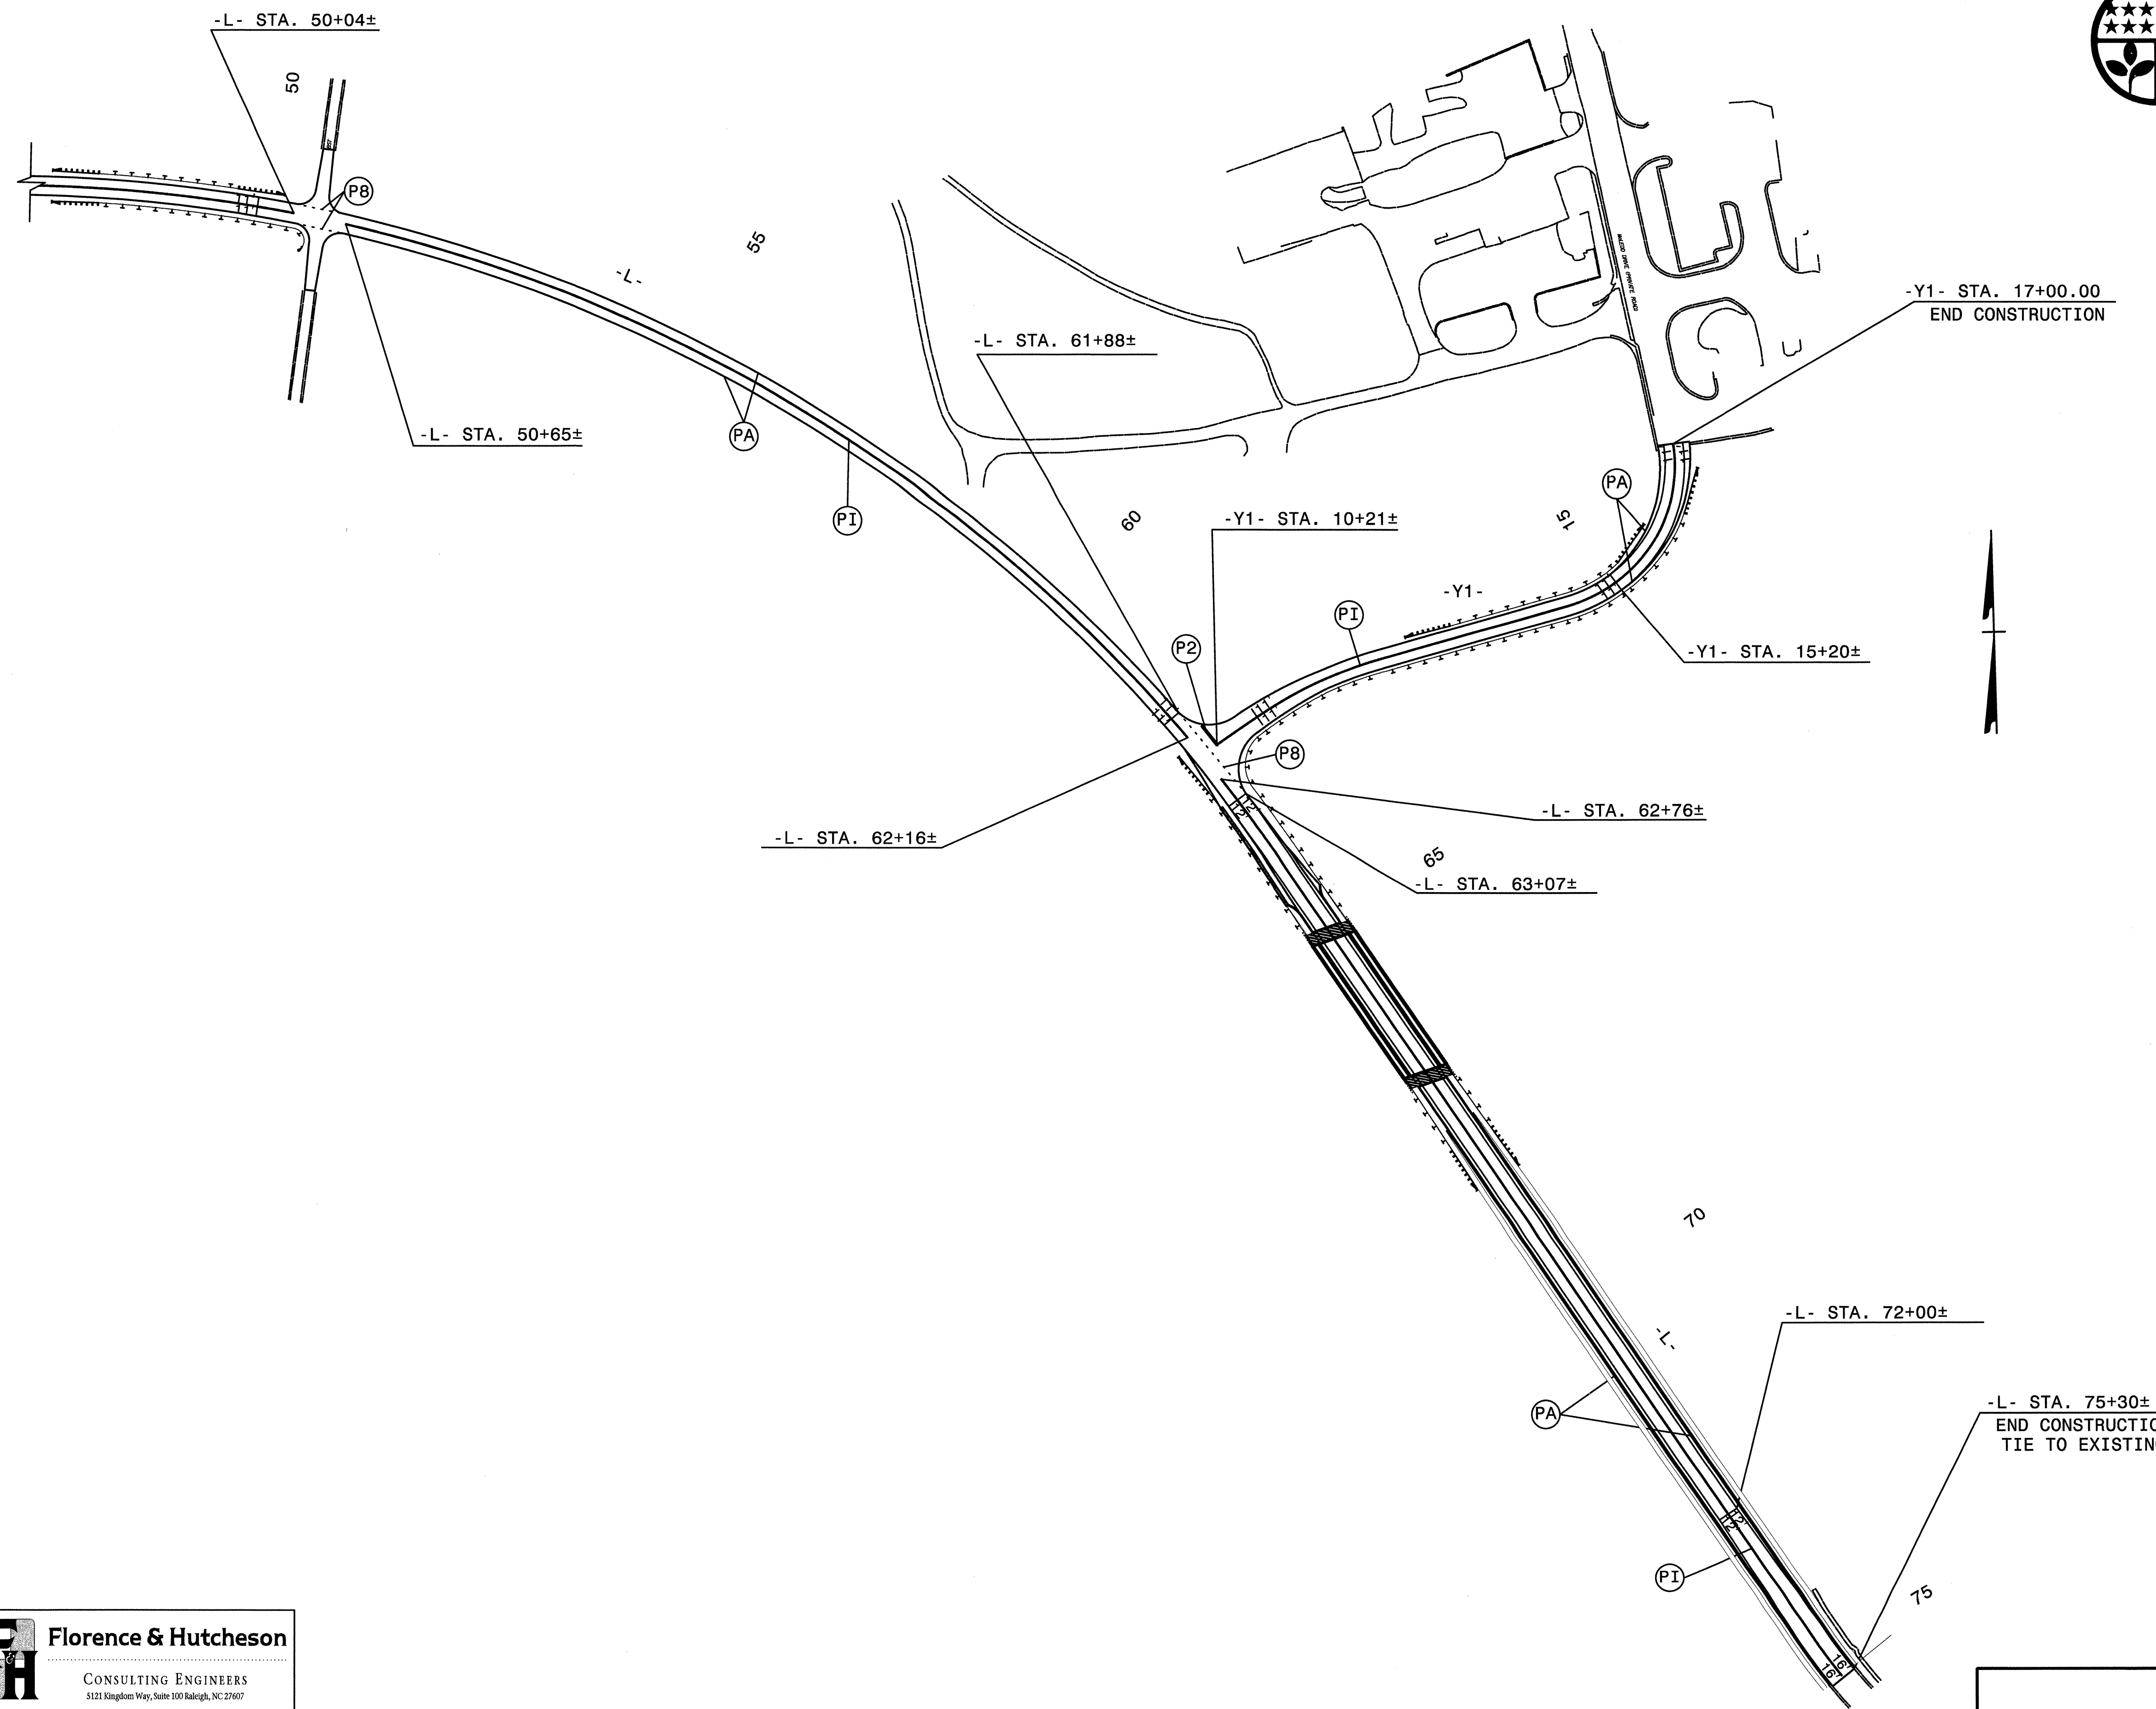 -L- STA. 50+04±
50
P8
55
-L-
-L- STA. 50+65±
PA
PI
-L- STA. 61+88±
-Y1- STA. 17+00.00
END CONSTRUCTION
PA
15
60
-Y1- STA. 10+21±
-Y1-
PI
P2
-Y1- STA. 15+20±
P8
-L- STA. 62+16±
-L- STA. 62+76±
65
-L- STA. 63+07±
70
-L-
-L- STA. 72+00±
-L- STA. 75+30±
END CONSTRUCTIO
TIE TO EXISTIN
PA
PI
75
16'
16'
Florence & Hutcheson
CONSULTING ENGINEERS
5121 Kingdom Way, Suite 100 Raleigh, NC 27607